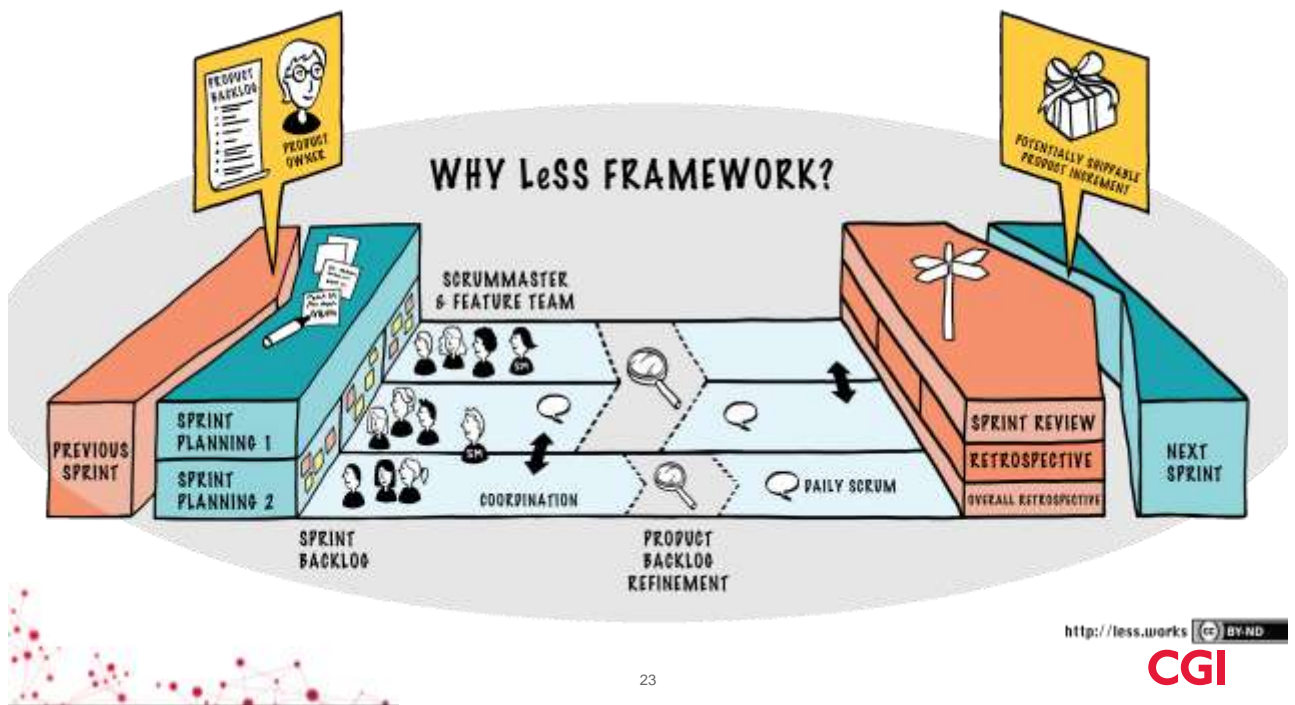 PRODUCT
BACKLOG
PRODUCT
OWNER
POTENTIALLY SHIPPABLE
PRODUCT INCREMENT
WHY LeSS FRAMEWORK?
SCRUMMASTER
& FEATURE TEAM
SM
SM
PREVIOUS
SPRINT
SPRINT
PLANNING 1
SPRINT
PLANNING 2
COORDINATION
DAILY SCRUM
SPRINT REVIEW
RETROSPECTIVE
OVERALL RETROSPECTIVE
NEXT
SPRINT
SPRINT
BACKLOG
PRODUCT
BACKLOG
REFINEMENT
http://less.works cc BY-ND
CGI
23